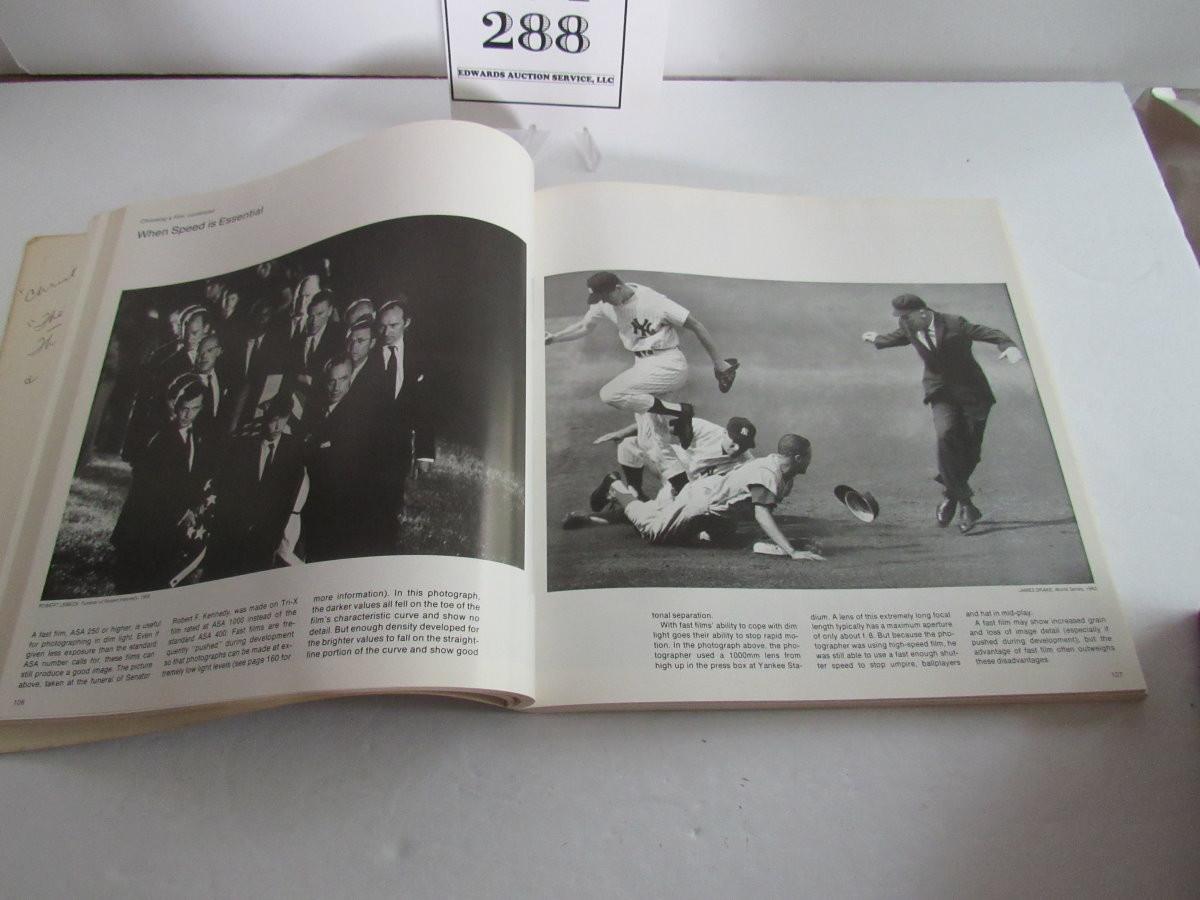 288
EDWARDS AUCTION SERVICE, LLC
Choosing a Film: continued
When Speed is Essential
"Christ
"The
Th
a
NY
ROBERT LEBECK: Funeral of Robert Kennedy, 1968
A fast film, ASA 250 or higher, is useful
for photographing in dim light. Even if
given less exposure than the standard
ASA number calls for, these films can
still produce a good image. The picture
above, taken at the funeral of Senator
Robert F. Kennedy, was made on Tri-X
film rated at ASA 1000 instead of the
standard ASA 400. Fast films are fre-
quently "pushed" during development
so that photographs can be made at ex-
tremely low light levels (see page 160 for
more information). In this photograph,
the darker values all fell on the toe of the
film's characteristic curve and show no
detail. But enough density developed for
the brighter values to fall on the straight-
line portion of the curve and show good
106
JAMES DRAKE: World Series, 1962
tonal separation.
With fast films' ability to cope with dim
light goes their ability to stop rapid mo-
tion. In the photograph above, the pho-
tographer used a 1000mm lens from
high up in the press box at Yankee Sta-
dium. A lens of this extremely long focal
length typically has a maximum aperture
of only about f. 8. But because the pho-
tographer was using high-speed film, he
was still able to use a fast enough shut-
ter speed to stop umpire, ballplayers
and hat in mid-play.
A fast film may show increased grain
and loss of image detail (especially if
pushed during development), but the
advantage of fast film often outweighs
these disadvantages.
107